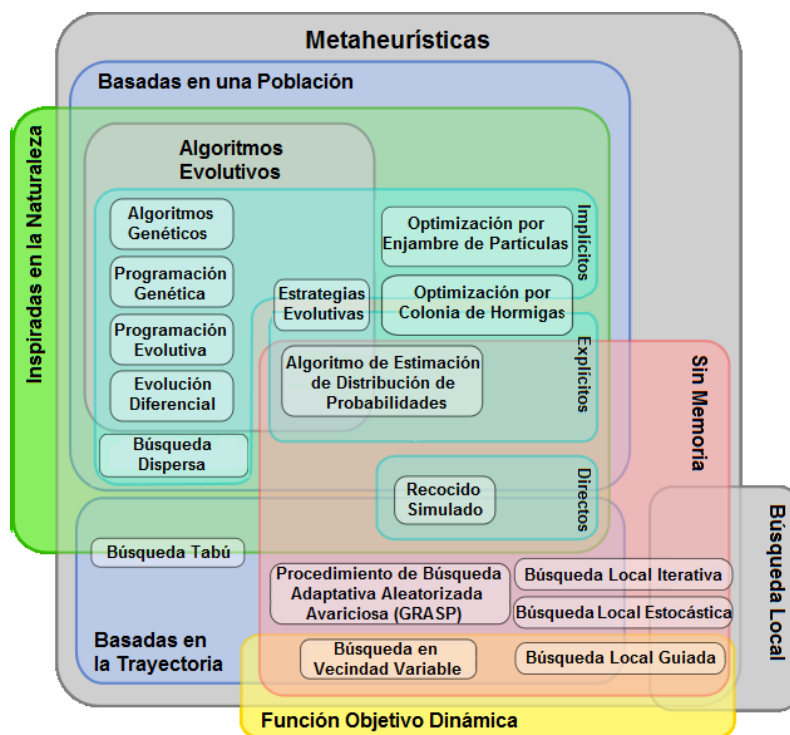 Metaheurísticas
Basadas en una Población
Inspiradas en la Naturaleza
Algoritmos
Evolutivos
Algoritmos
Genéticos
Programación
Genética
Programación
Evolutiva
Evolución
Diferencial
Búsqueda
Dispersa
Estrategias
Evolutivas
Optimización por
Enjambre de Partículas
Optimización por
Colonia de Hormigas
Implícitos
Explícitos
Algoritmo de Estimación
de Distribución de
Probabilidades
Sin Memoria
Directos
Recocido
Simulado
Búsqueda Tabú
Procedimiento de Búsqueda
Adaptativa Aleatorizada
Avariciosa (GRASP)
Búsqueda Local Iterativa
Búsqueda Local Estocástica
Búsqueda Local
Basadas en
la Trayectoria
Búsqueda en
Vecindad Variable
Búsqueda Local Guiada
Función Objetivo Dinámica